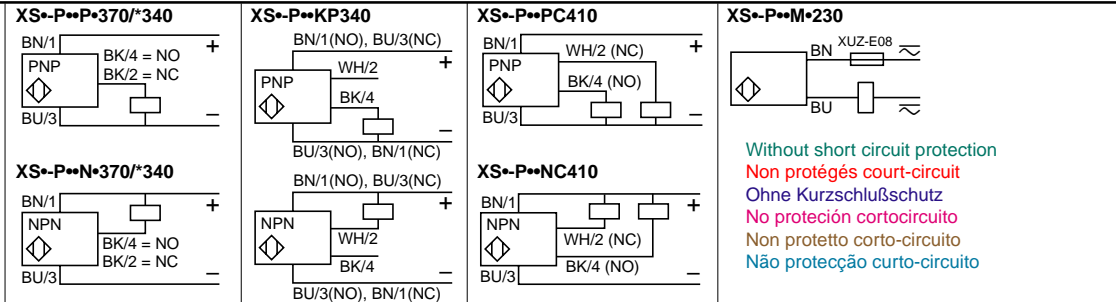 XS•-P••P•370/*340
BN/1
+
PNP
BK/4 = NO
BK/2 = NC
BU/3
–
XS•-P••N•370/*340
BN/1
+
NPN
BK/4 = NO
BK/2 = NC
BU/3
–
XS•-P••KP340
BN/1(NO), BU/3(NC)
+
WH/2
PNP
BK/4
–
BU/3(NO), BN/1(NC)
BN/1(NO), BU/3(NC)
+
NPN
WH/2
BK/4
–
BU/3(NO), BN/1(NC)
XS•-P••PC410
BN/1
+
WH/2 (NC)
PNP
BK/4 (NO)
BU/3
–
XS•-P••NC410
BN/1
+
NPN
WH/2 (NC)
BK/4 (NO)
BU/3
–
XS•-P••M•230
BN
XUZ-E08
BU
Without short circuit protection
Non protégés court-circuit
Ohne Kurzschlußschutz
No proteción cortocircuito
Non protetto corto-circuito
Não protecção curto-circuito